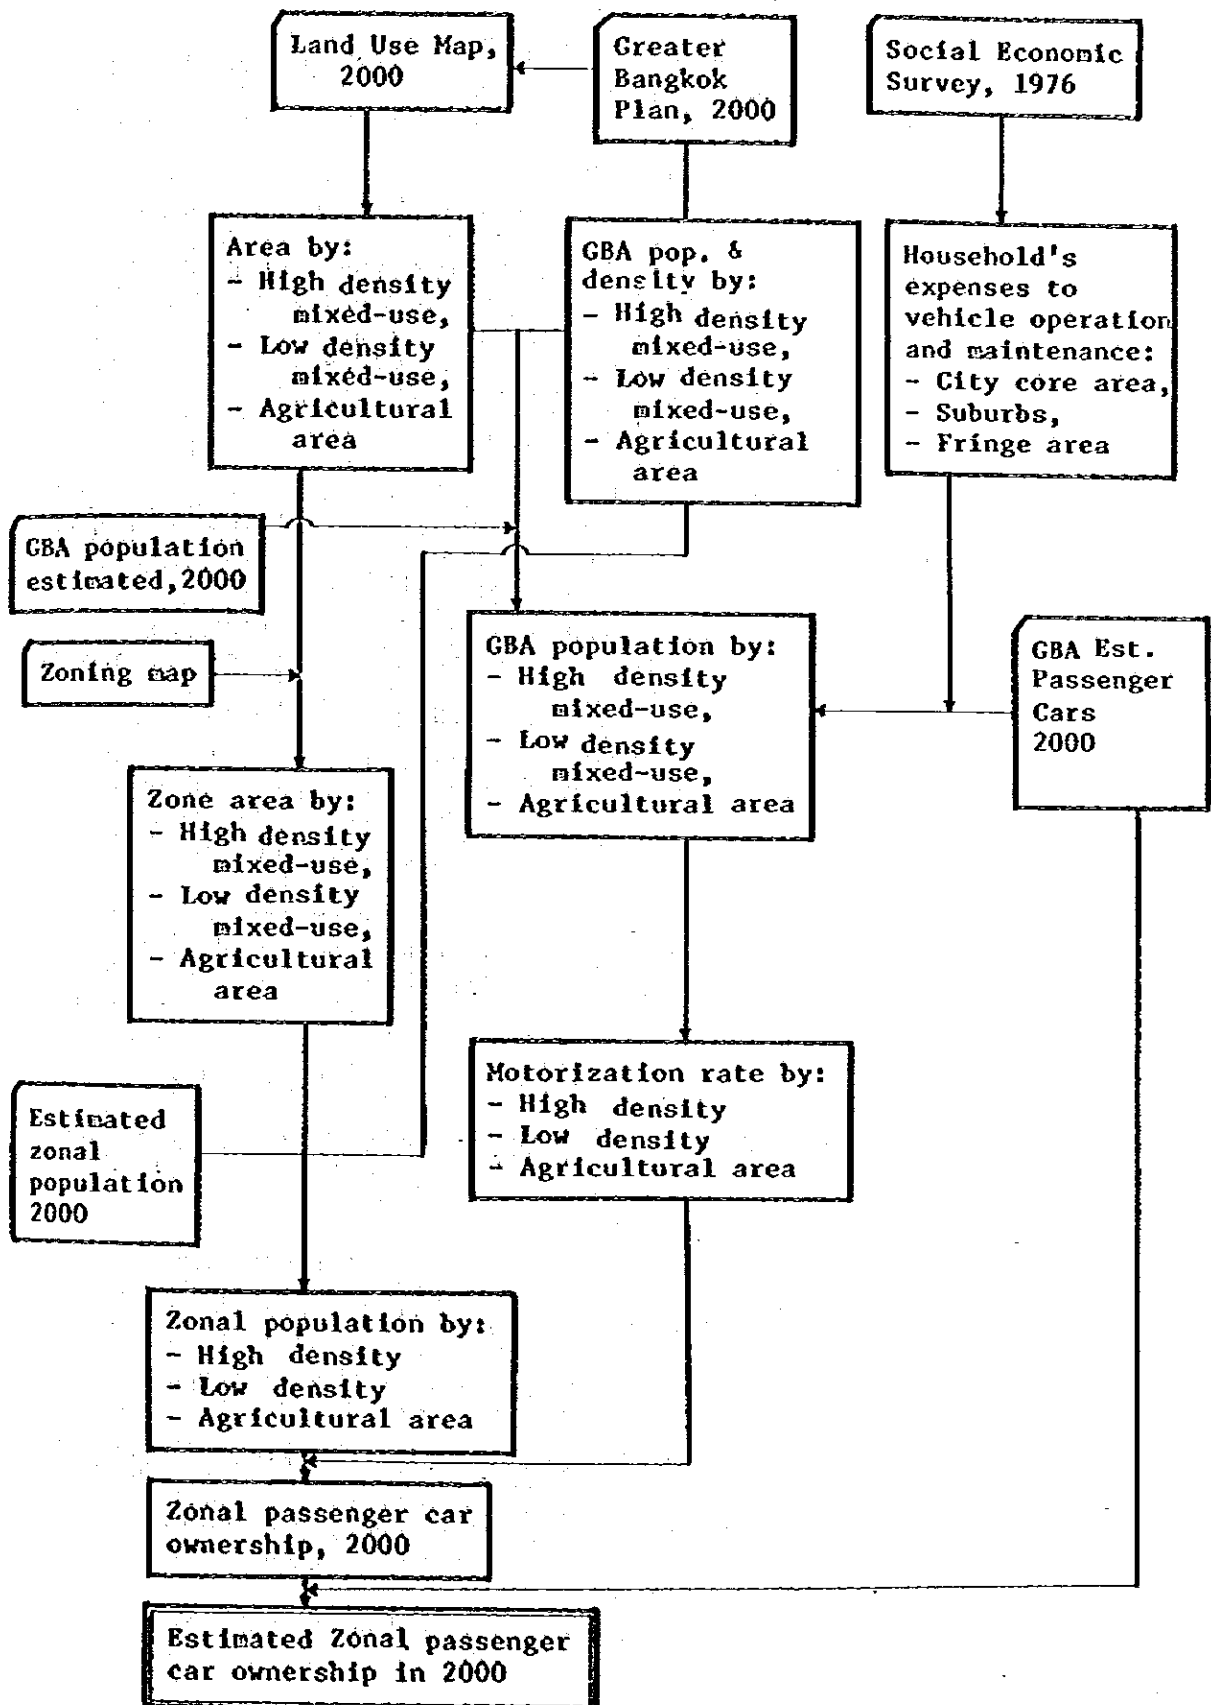 Land Use Map,
2000
Greater
Bangkok
Plan, 2000
Social Economic
Survey, 1976
Area by:
- High density
mixed-use,
- Low density
mixed-use,
- Agricultural
area
GBA pop. &
density by:
- High density
mixed-use,
- Low density
mixed-use,
- Agricultural
area
Household's
expenses to
vehicle operation
and maintenance:
- City core area,
- Suburbs,
- Fringe area
GBA population
estimated,2000
Zoning map
GBA population by:
- High density
mixed-use,
- Low density
mixed-use,
- Agricultural area
GBA Est.
Passenger
Cars
2000
Zone area by:
- High density
mixed-use,
- Low density
mixed-use,
- Agricultural
area
Motorization rate by:
- High density
- Low density
- Agricultural area
Estimated
zonal
population
2000
Zonal population by:
- High density
- Low density
- Agricultural area
Zonal passenger car
ownership, 2000
Estimated Zonal passenger
car ownership in 2000